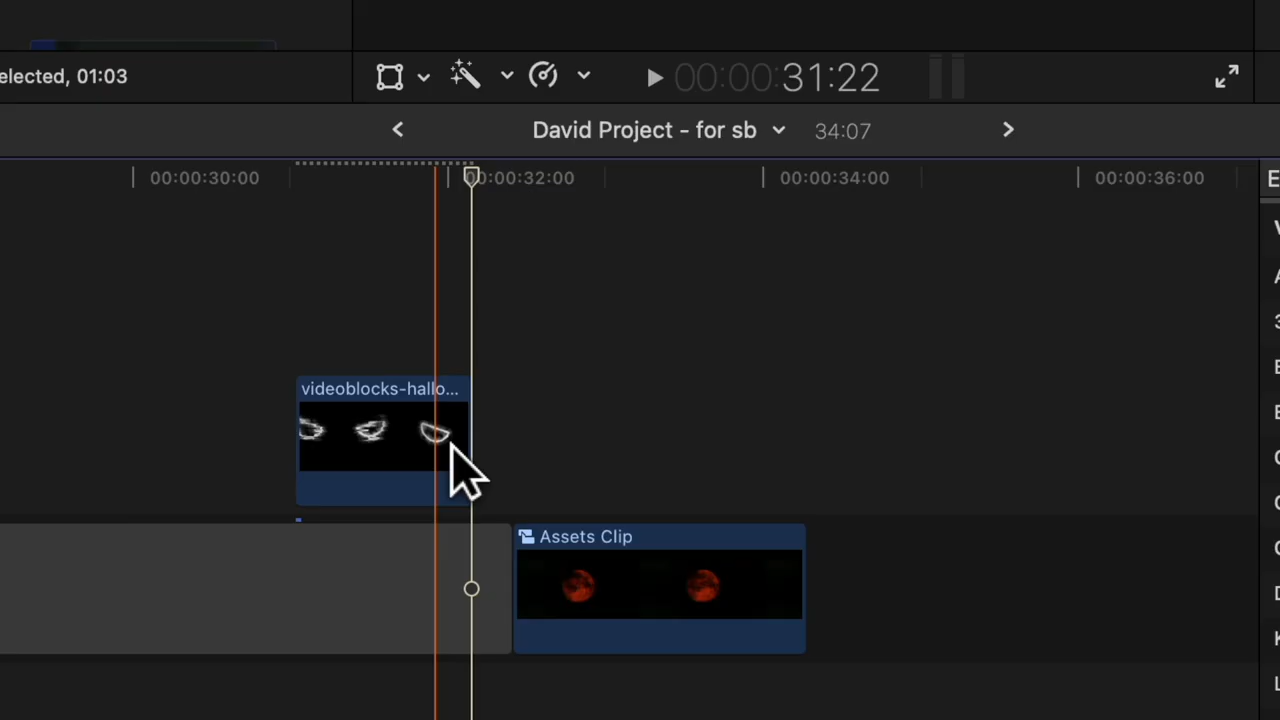 elected, 01:03
00:00:31:22
David Project - for sb
34:07
00:00:30:00
00:00:32:00
00:00:34:00
00:00:36:00
E
videoblocks-hallo...
Assets Clip